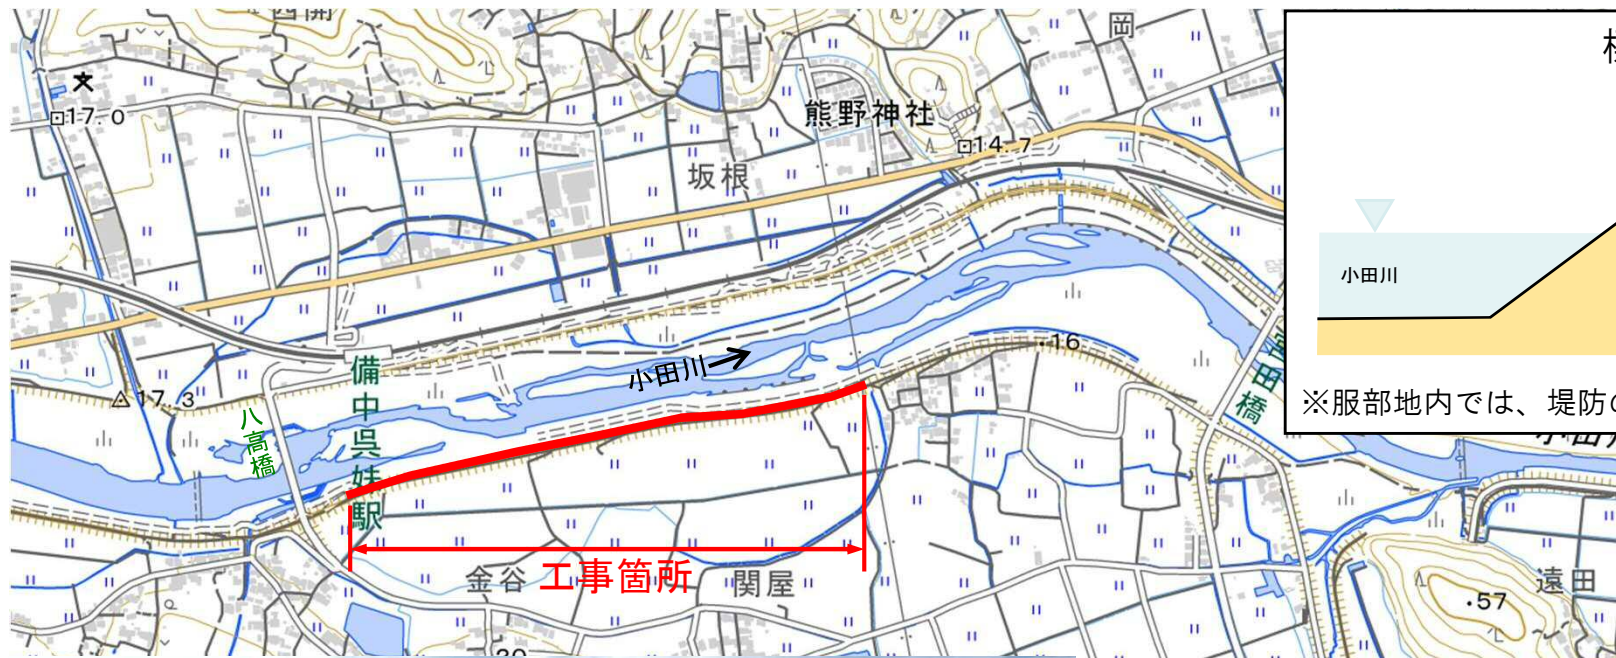 岡
17.0
熊野神社
14.7
坂根
小田川
※服部地内では、堤防の
備中呉妹駅
小田川
16
宮田橋
17.3
八高橋
金谷
工事箇所
関屋
遠田
57